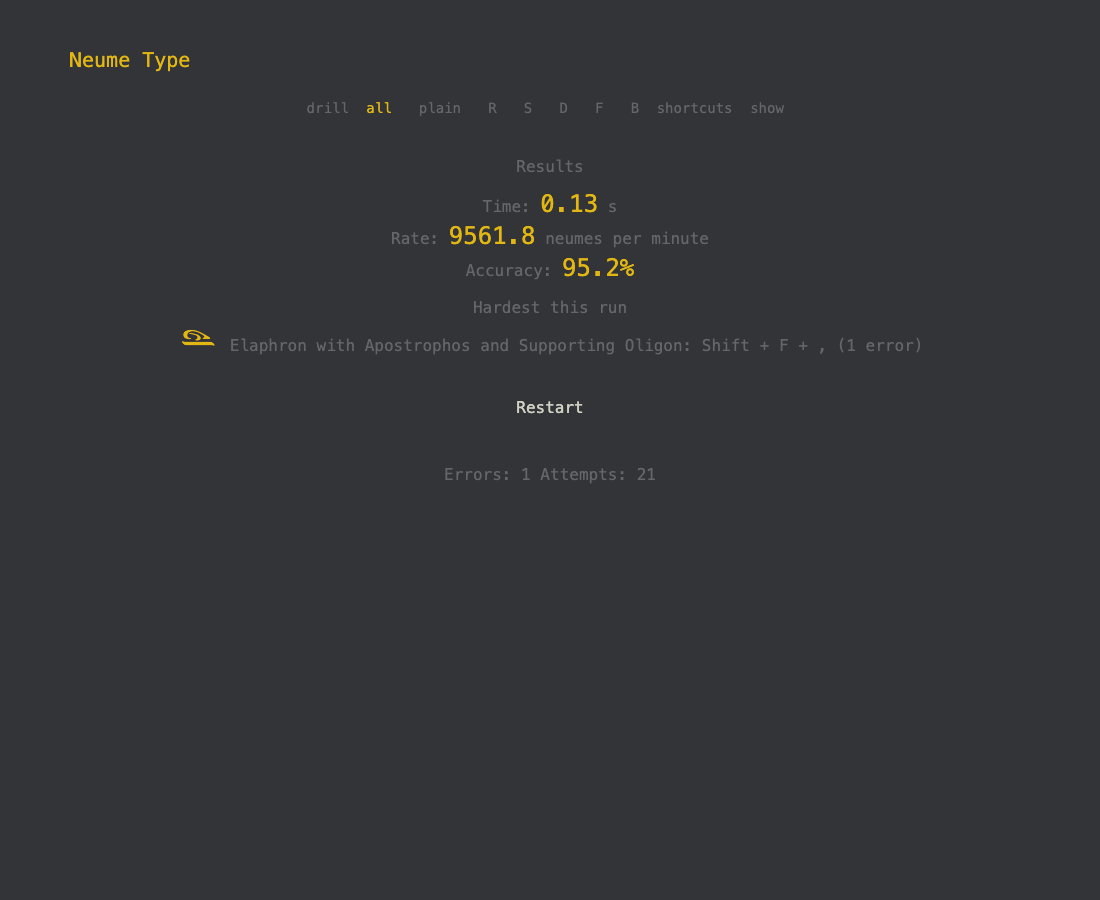 Neume Type
drill all plain R S D F B shortcuts show
Results
Time: 0.13 s
Rate: 9561.8 neumes per minute
Accuracy: 95.2%
Hardest this run
Elaphron with Apostrophos and Supporting Oligon: Shift + F + , (1 error)
Restart
Errors: 1 Attempts: 21